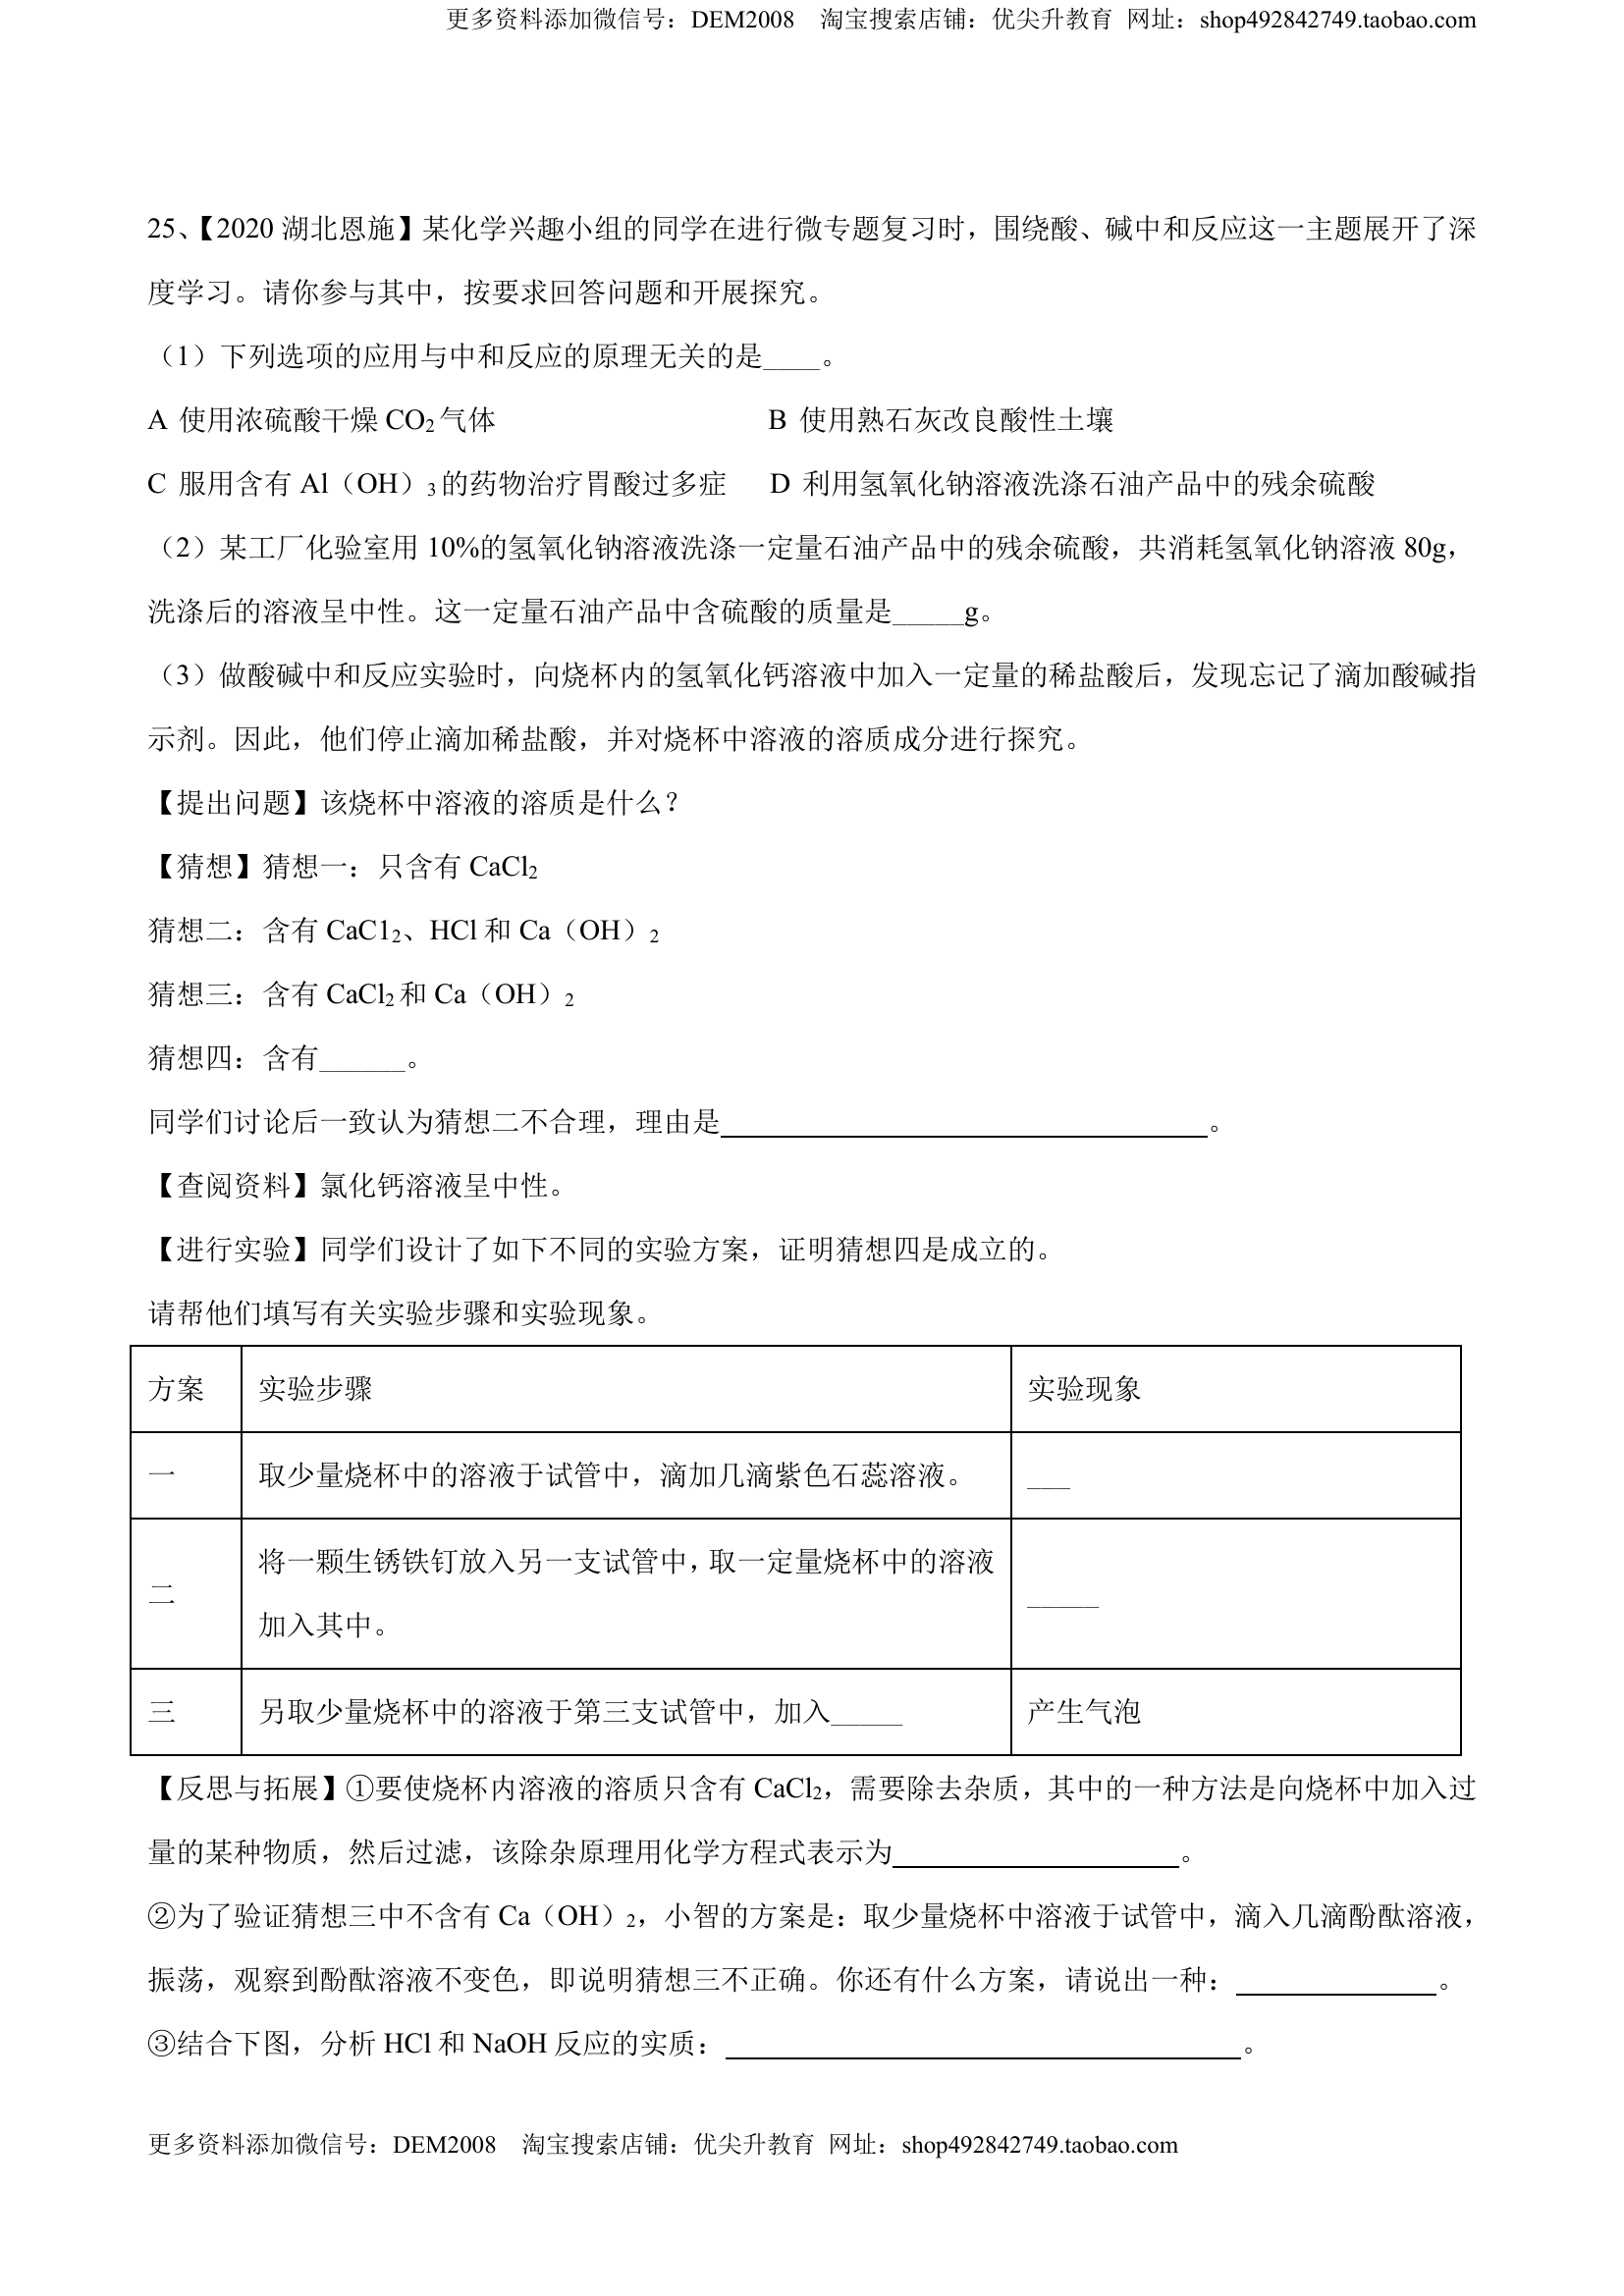 更多资料添加微信号：DEM2008　淘宝搜索店铺：优尖升教育 网址：shop492842749.taobao.com
25、【2020 湖北恩施】某化学兴趣小组的同学在进行微专题复习时，围绕酸、碱中和反应这一主题展开了深
度学习。请你参与其中，按要求回答问题和开展探究。
（1）下列选项的应用与中和反应的原理无关的是____。
A 使用浓硫酸干燥 CO₂ 气体　　B 使用熟石灰改良酸性土壤
C 服用含有 Al（OH）₃ 的药物治疗胃酸过多症　　D 利用氢氧化钠溶液洗涤石油产品中的残余硫酸
（2）某工厂化验室用 10%的氢氧化钠溶液洗涤一定量石油产品中的残余硫酸，共消耗氢氧化钠溶液 80g，
洗涤后的溶液呈中性。这一定量石油产品中含硫酸的质量是_____g。
（3）做酸碱中和反应实验时，向烧杯内的氢氧化钙溶液中加入一定量的稀盐酸后，发现忘记了滴加酸碱指
示剂。因此，他们停止滴加稀盐酸，并对烧杯中溶液的溶质成分进行探究。
【提出问题】该烧杯中溶液的溶质是什么？
【猜想】猜想一：只含有 CaCl₂
猜想二：含有 CaC1₂、HCl 和 Ca（OH）₂
猜想三：含有 CaCl₂ 和 Ca（OH）₂
猜想四：含有______。
同学们讨论后一致认为猜想二不合理，理由是__________________________________。
【查阅资料】氯化钙溶液呈中性。
【进行实验】同学们设计了如下不同的实验方案，证明猜想四是成立的。
请帮他们填写有关实验步骤和实验现象。
方案　实验步骤　实验现象
一　取少量烧杯中的溶液于试管中，滴加几滴紫色石蕊溶液。　___
二　将一颗生锈铁钉放入另一支试管中，取一定量烧杯中的溶液
加入其中。　_____
三　另取少量烧杯中的溶液于第三支试管中，加入_____　产生气泡
【反思与拓展】①要使烧杯内溶液的溶质只含有 CaCl₂，需要除去杂质，其中的一种方法是向烧杯中加入过
量的某种物质，然后过滤，该除杂原理用化学方程式表示为____________________。
②为了验证猜想三中不含有 Ca（OH）₂，小智的方案是：取少量烧杯中溶液于试管中，滴入几滴酚酞溶液，
振荡，观察到酚酞溶液不变色，即说明猜想三不正确。你还有什么方案，请说出一种：______________。
③结合下图，分析 HCl 和 NaOH 反应的实质：____________________________________。
更多资料添加微信号：DEM2008　淘宝搜索店铺：优尖升教育 网址：shop492842749.taobao.com